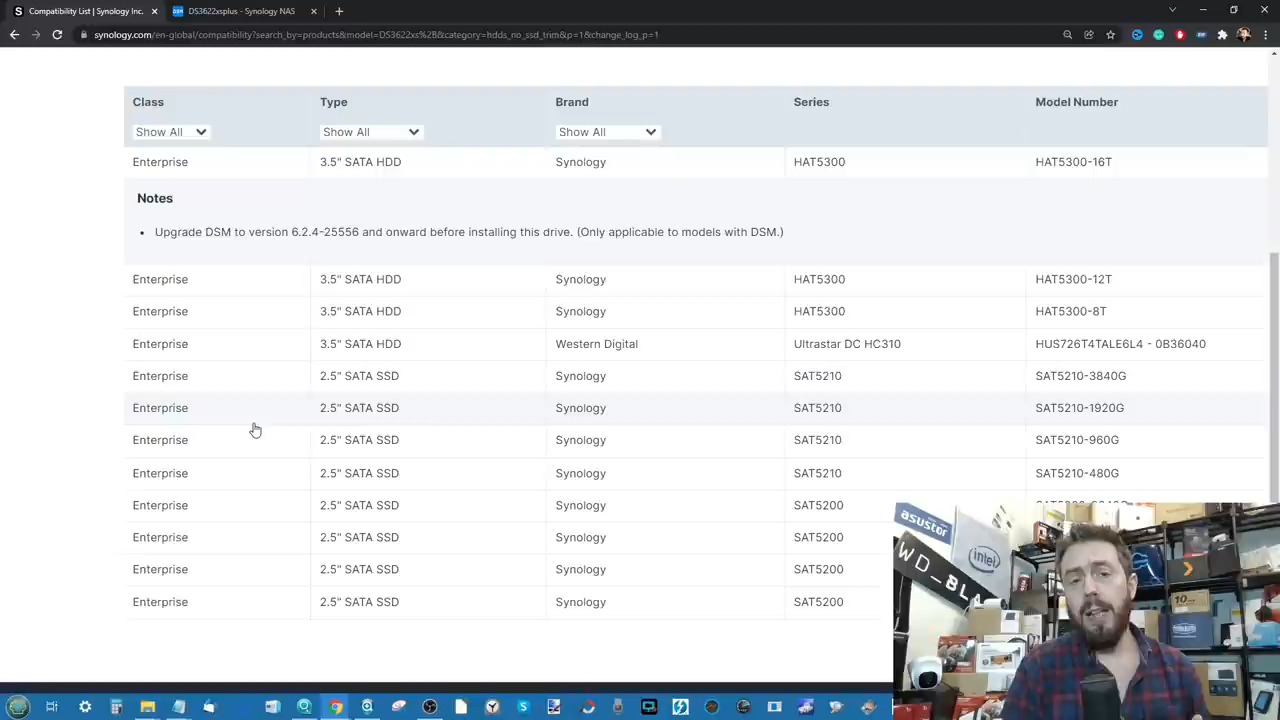 Compatibility List | Synology Inc.
DS3622xsplus - Synology NAS
synology.com/en-global/compatibility?search_by=products&model=DS3622xs%2B&category=hdds_no_ssd_trim&p=1&change_log_p=1
Class Type Brand Series Model Number
Show All Show All Show All
Enterprise 3.5" SATA HDD Synology HAT5300 HAT5300-16T
Notes
• Upgrade DSM to version 6.2.4-25556 and onward before installing this drive. (Only applicable to models with DSM.)
Enterprise 3.5" SATA HDD Synology HAT5300 HAT5300-12T
Enterprise 3.5" SATA HDD Synology HAT5300 HAT5300-8T
Enterprise 3.5" SATA HDD Western Digital Ultrastar DC HC310 HUS726T4TALE6L4 - 0B36040
Enterprise 2.5" SATA SSD Synology SAT5210 SAT5210-3840G
Enterprise 2.5" SATA SSD Synology SAT5210 SAT5210-1920G
Enterprise 2.5" SATA SSD Synology SAT5210 SAT5210-960G
Enterprise 2.5" SATA SSD Synology SAT5210 SAT5210-480G
Enterprise 2.5" SATA SSD Synology SAT5200
Enterprise 2.5" SATA SSD Synology SAT5200
Enterprise 2.5" SATA SSD Synology SAT5200
Enterprise 2.5" SATA SSD Synology SAT5200
asustor
intel
WD_BLA
10